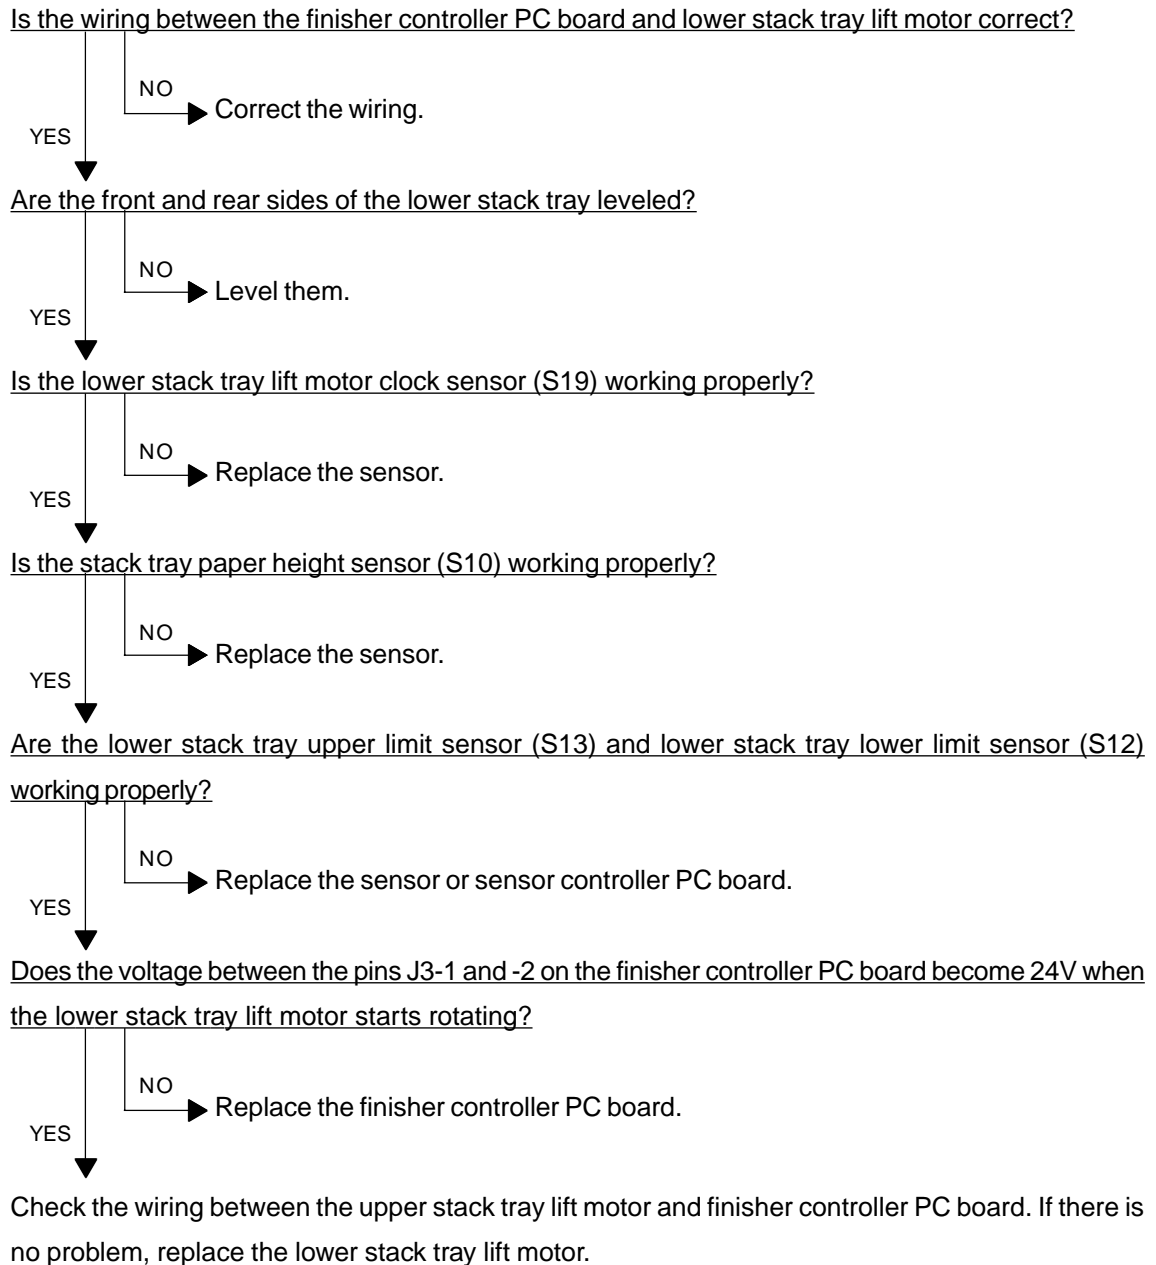 Is the wiring between the finisher controller PC board and lower stack tray lift motor correct?
NO
Correct the wiring.
YES
Are the front and rear sides of the lower stack tray leveled?
NO
Level them.
YES
Is the lower stack tray lift motor clock sensor (S19) working properly?
NO
Replace the sensor.
YES
Is the stack tray paper height sensor (S10) working properly?
NO
Replace the sensor.
YES
Are the lower stack tray upper limit sensor (S13) and lower stack tray lower limit sensor (S12)
working properly?
NO
Replace the sensor or sensor controller PC board.
YES
Does the voltage between the pins J3-1 and -2 on the finisher controller PC board become 24V when
the lower stack tray lift motor starts rotating?
NO
Replace the finisher controller PC board.
YES
Check the wiring between the upper stack tray lift motor and finisher controller PC board. If there is
no problem, replace the lower stack tray lift motor.